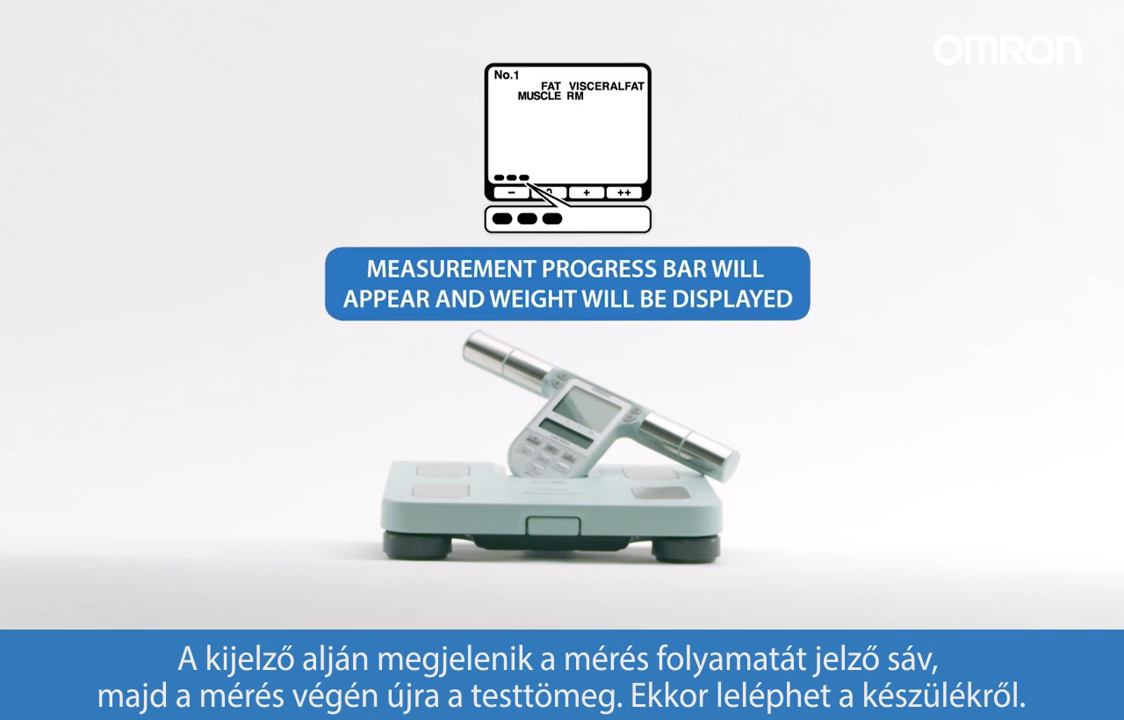 OMRON
No.1
FAT VISCERALFAT
MUSCLE RM
− 0 + ++
MEASUREMENT PROGRESS BAR WILL
APPEAR AND WEIGHT WILL BE DISPLAYED
A kijelző alján megjelenik a mérés folyamatát jelző sáv,
majd a mérés végén újra a testtömeg. Ekkor leléphet a készülékről.